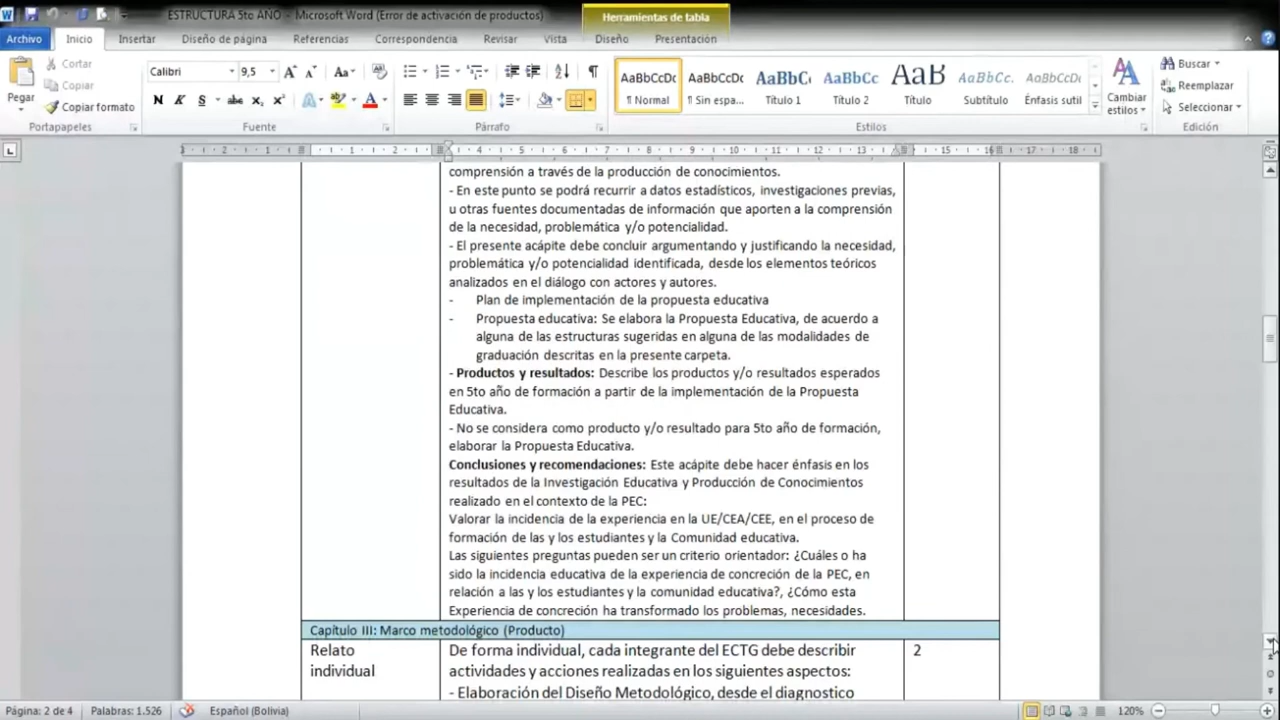 ESTRUCTURA 5to AÑO - Microsoft Word (Error de activación de productos)
Herramientas de tabla
Archivo Inicio Insertar Diseño de página Referencias Correspondencia Revisar Vista Diseño Presentación
Pegar
Cortar
Copiar
Copiar formato
Portapapeles
Calibri 9,5
Fuente
Párrafo
AaBbCcDc AaBbCcDc AaBbC AaBbCc AaB AaBbCc. AaBbCcDc
¶ Normal ¶ Sin espa... Título 1 Título 2 Título Subtítulo Énfasis sutil
Cambiar estilos
Estilos
Buscar
Reemplazar
Seleccionar
Edición
comprensión a través de la producción de conocimientos.
- En este punto se podrá recurrir a datos estadísticos, investigaciones previas,
u otras fuentes documentadas de información que aporten a la comprensión
de la necesidad, problemática y/o potencialidad.
- El presente acápite debe concluir argumentando y justificando la necesidad,
problemática y/o potencialidad identificada, desde los elementos teóricos
analizados en el diálogo con actores y autores.
- Plan de implementación de la propuesta educativa
- Propuesta educativa: Se elabora la Propuesta Educativa, de acuerdo a
alguna de las estructuras sugeridas en alguna de las modalidades de
graduación descritas en la presente carpeta.
- Productos y resultados: Describe los productos y/o resultados esperados
en 5to año de formación a partir de la implementación de la Propuesta
Educativa.
- No se considera como producto y/o resultado para 5to año de formación,
elaborar la Propuesta Educativa.
Conclusiones y recomendaciones: Este acápite debe hacer énfasis en los
resultados de la Investigación Educativa y Producción de Conocimientos
realizado en el contexto de la PEC:
Valorar la incidencia de la experiencia en la UE/CEA/CEE, en el proceso de
formación de las y los estudiantes y la Comunidad educativa.
Las siguientes preguntas pueden ser un criterio orientador: ¿Cuáles o ha
sido la incidencia educativa de la experiencia de concreción de la PEC, en
relación a las y los estudiantes y la comunidad educativa?, ¿Cómo esta
Experiencia de concreción ha transformado los problemas, necesidades.
Capítulo III: Marco metodológico (Producto)
Relato individual
De forma individual, cada integrante del ECTG debe describir
actividades y acciones realizadas en los siguientes aspectos:
- Elaboración del Diseño Metodológico, desde el diagnostico
2
Página: 2 de 4 Palabras: 1.526 Español (Bolivia) 120%